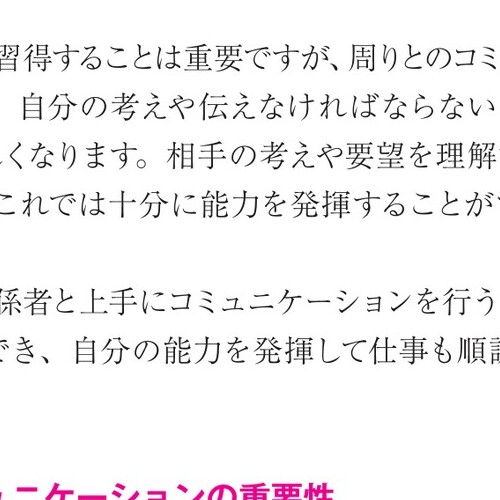 習得することは重要ですが、周りとのコミ
自分の考えや伝えなければならない
くなります。相手の考えや要望を理解
これでは十分に能力を発揮することが
係者と上手にコミュニケーションを行う
でき、自分の能力を発揮して仕事も順調
ュニケーションの重要性